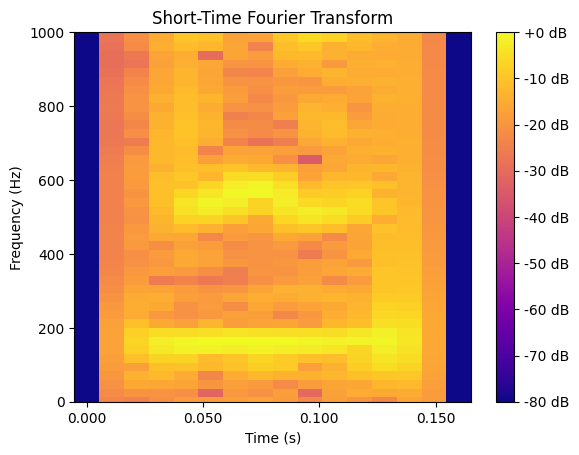 Short-Time Fourier Transform
1000
800
600
400
200
0
Frequency (Hz)
0.000
0.050
0.100
0.150
Time (s)
+0 dB
-10 dB
-20 dB
-30 dB
-40 dB
-50 dB
-60 dB
-70 dB
-80 dB